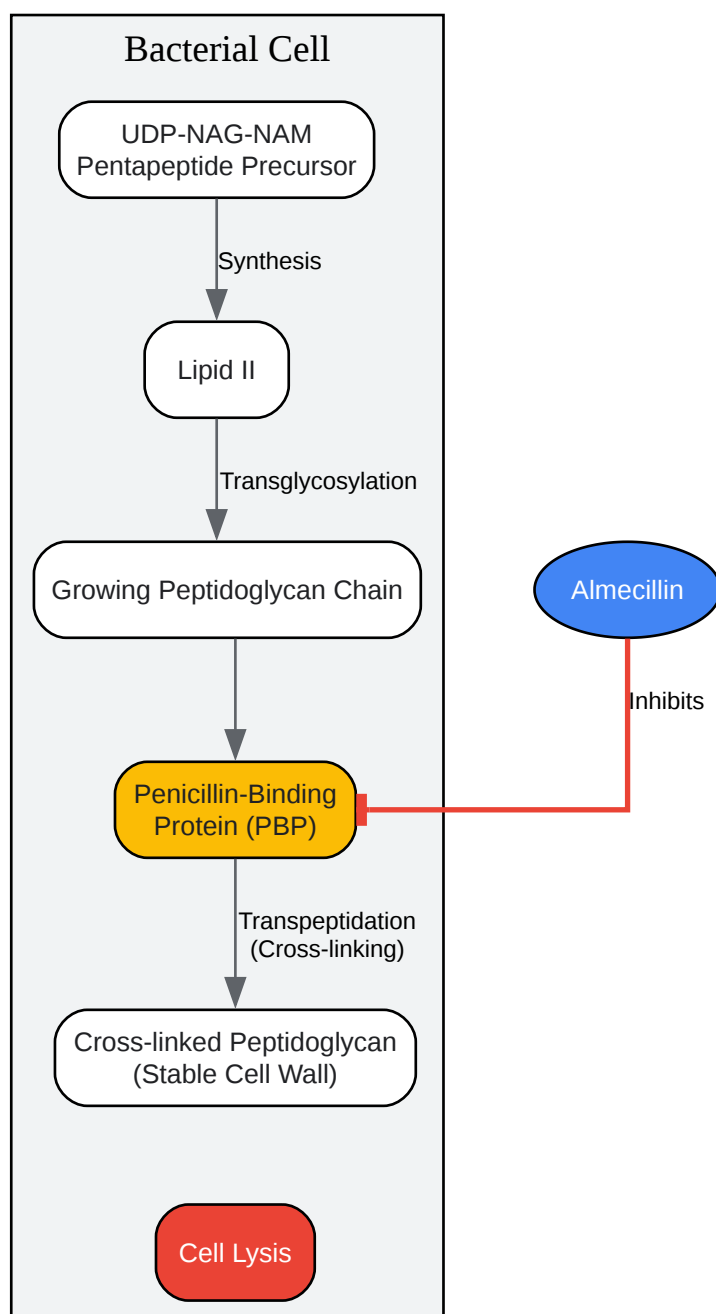 Bacterial Cell
UDP-NAG-NAM
Pentapeptide Precursor
Synthesis
Lipid II
Transglycosylation
Growing Peptidoglycan Chain
Almecillin
Inhibits
Penicillin-Binding
Protein (PBP)
Transpeptidation
(Cross-linking)
Cross-linked Peptidoglycan
(Stable Cell Wall)
Cell Lysis